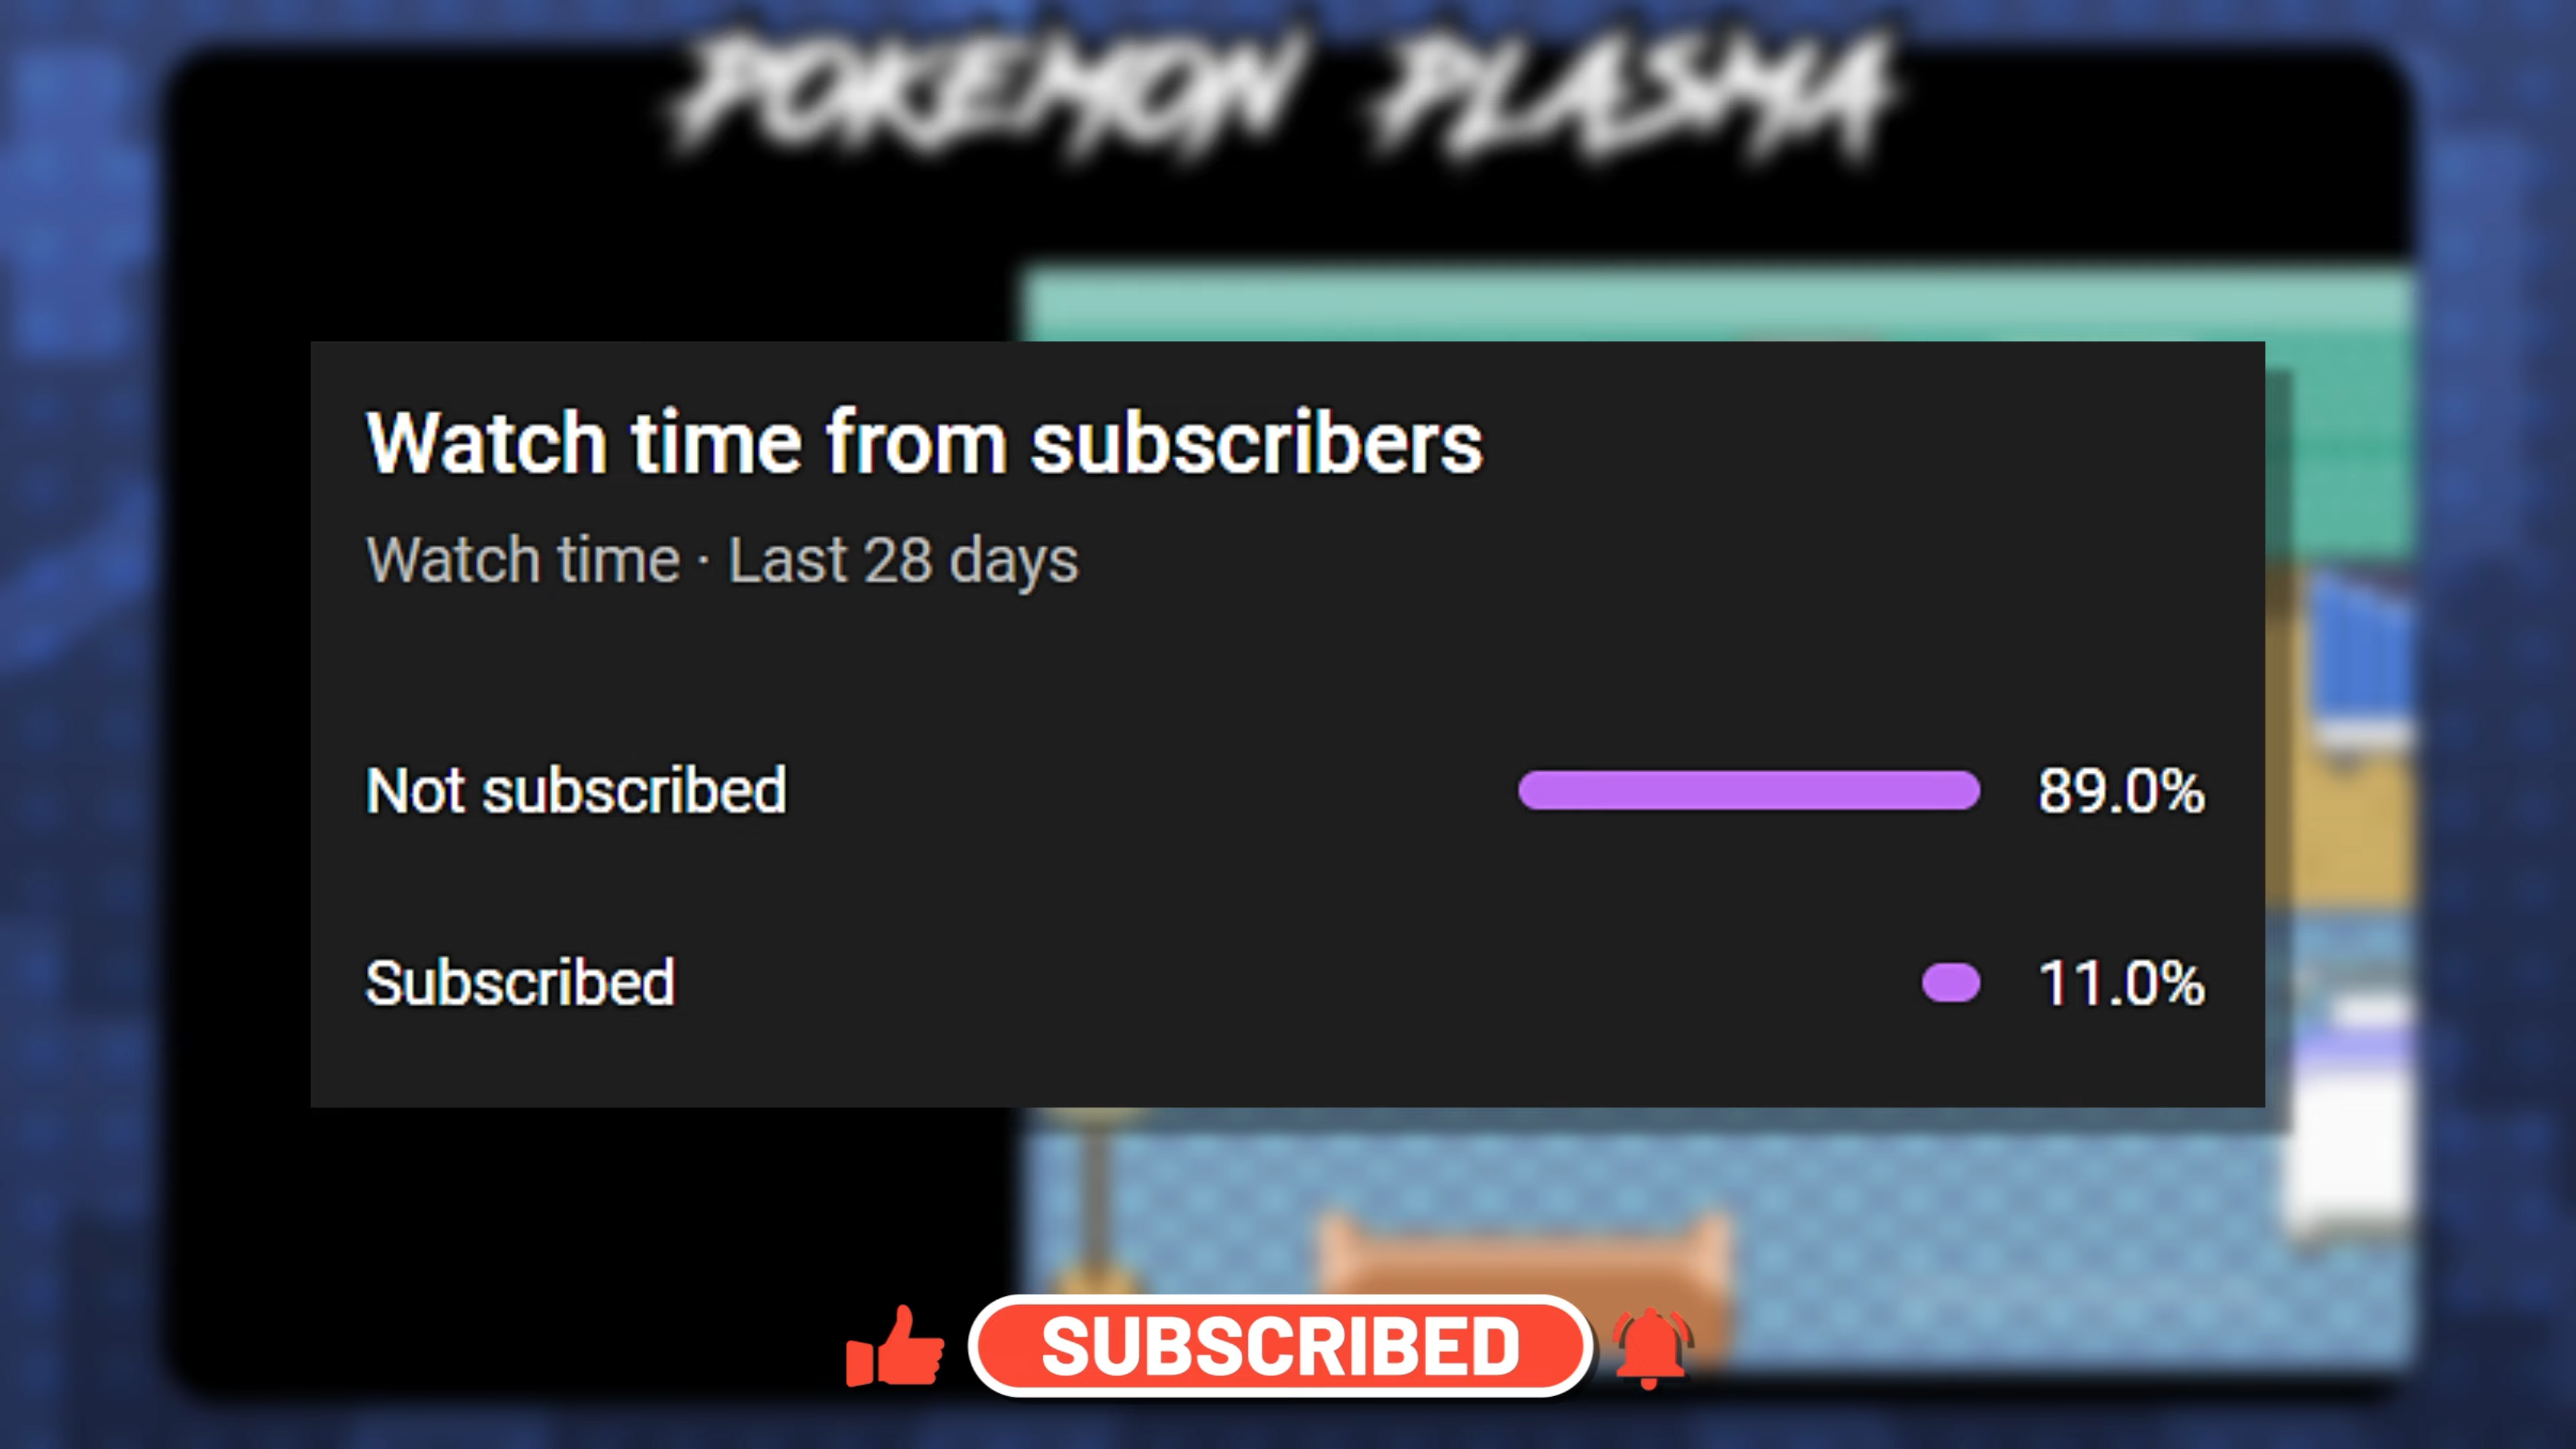 POKEMON PLASMA
Watch time from subscribers
Watch time · Last 28 days
Not subscribed 89.0%
Subscribed 11.0%
SUBSCRIBED